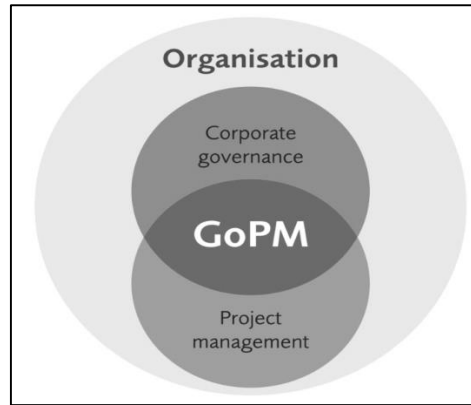 Organisation
Corporate
governance
GoPM
Project
management